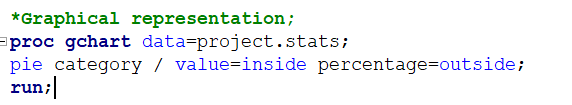 *Graphical representation;
proc gchart data=project.stats;
pie category / value=inside percentage=outside;
run;